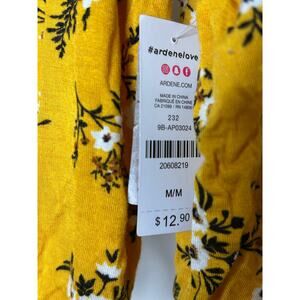 #ardenelove
ARDENE.COM
MADE IN CHINA
FABRIQUÉ EN CHINE
232
9B-AP03024
20608219
M/M
$12.90